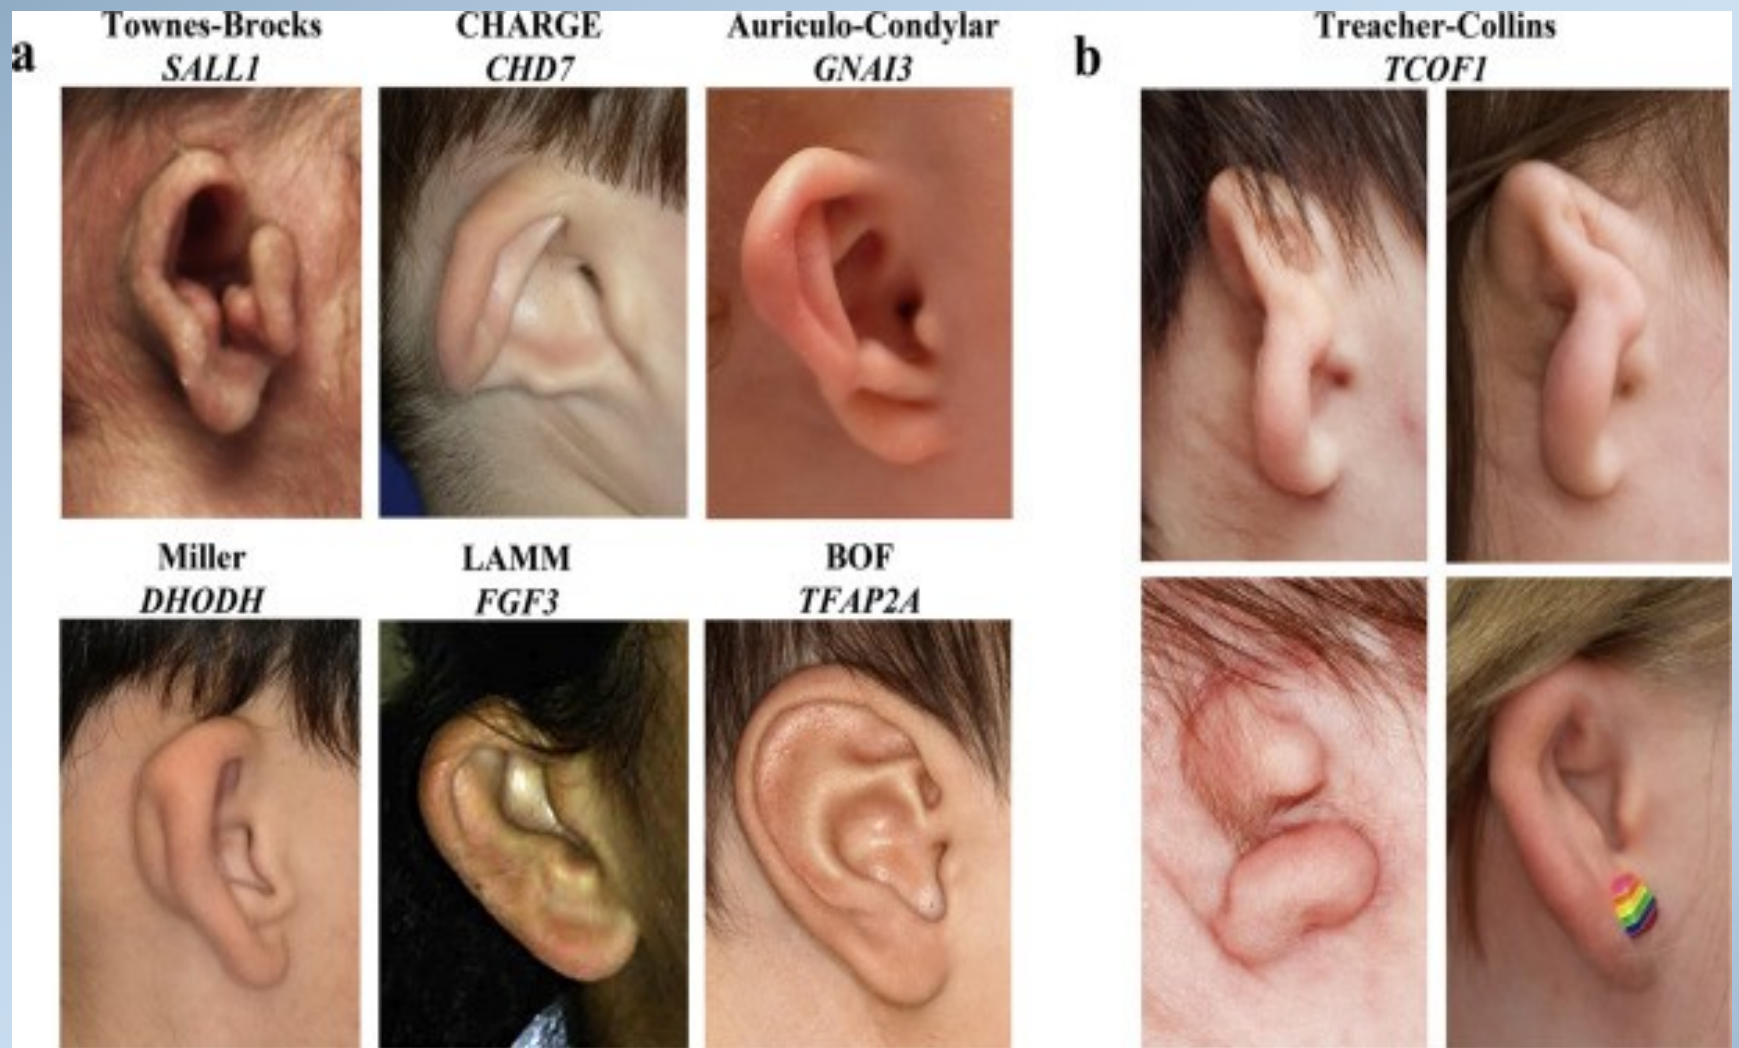 a
Townes-Brocks
SALL1
CHARGE
CHD7
Auriculo-Condylar
GNAI3
Miller
DHODH
LAMM
FGF3
BOF
TFAP2A
b
Treacher-Collins
TCOF1